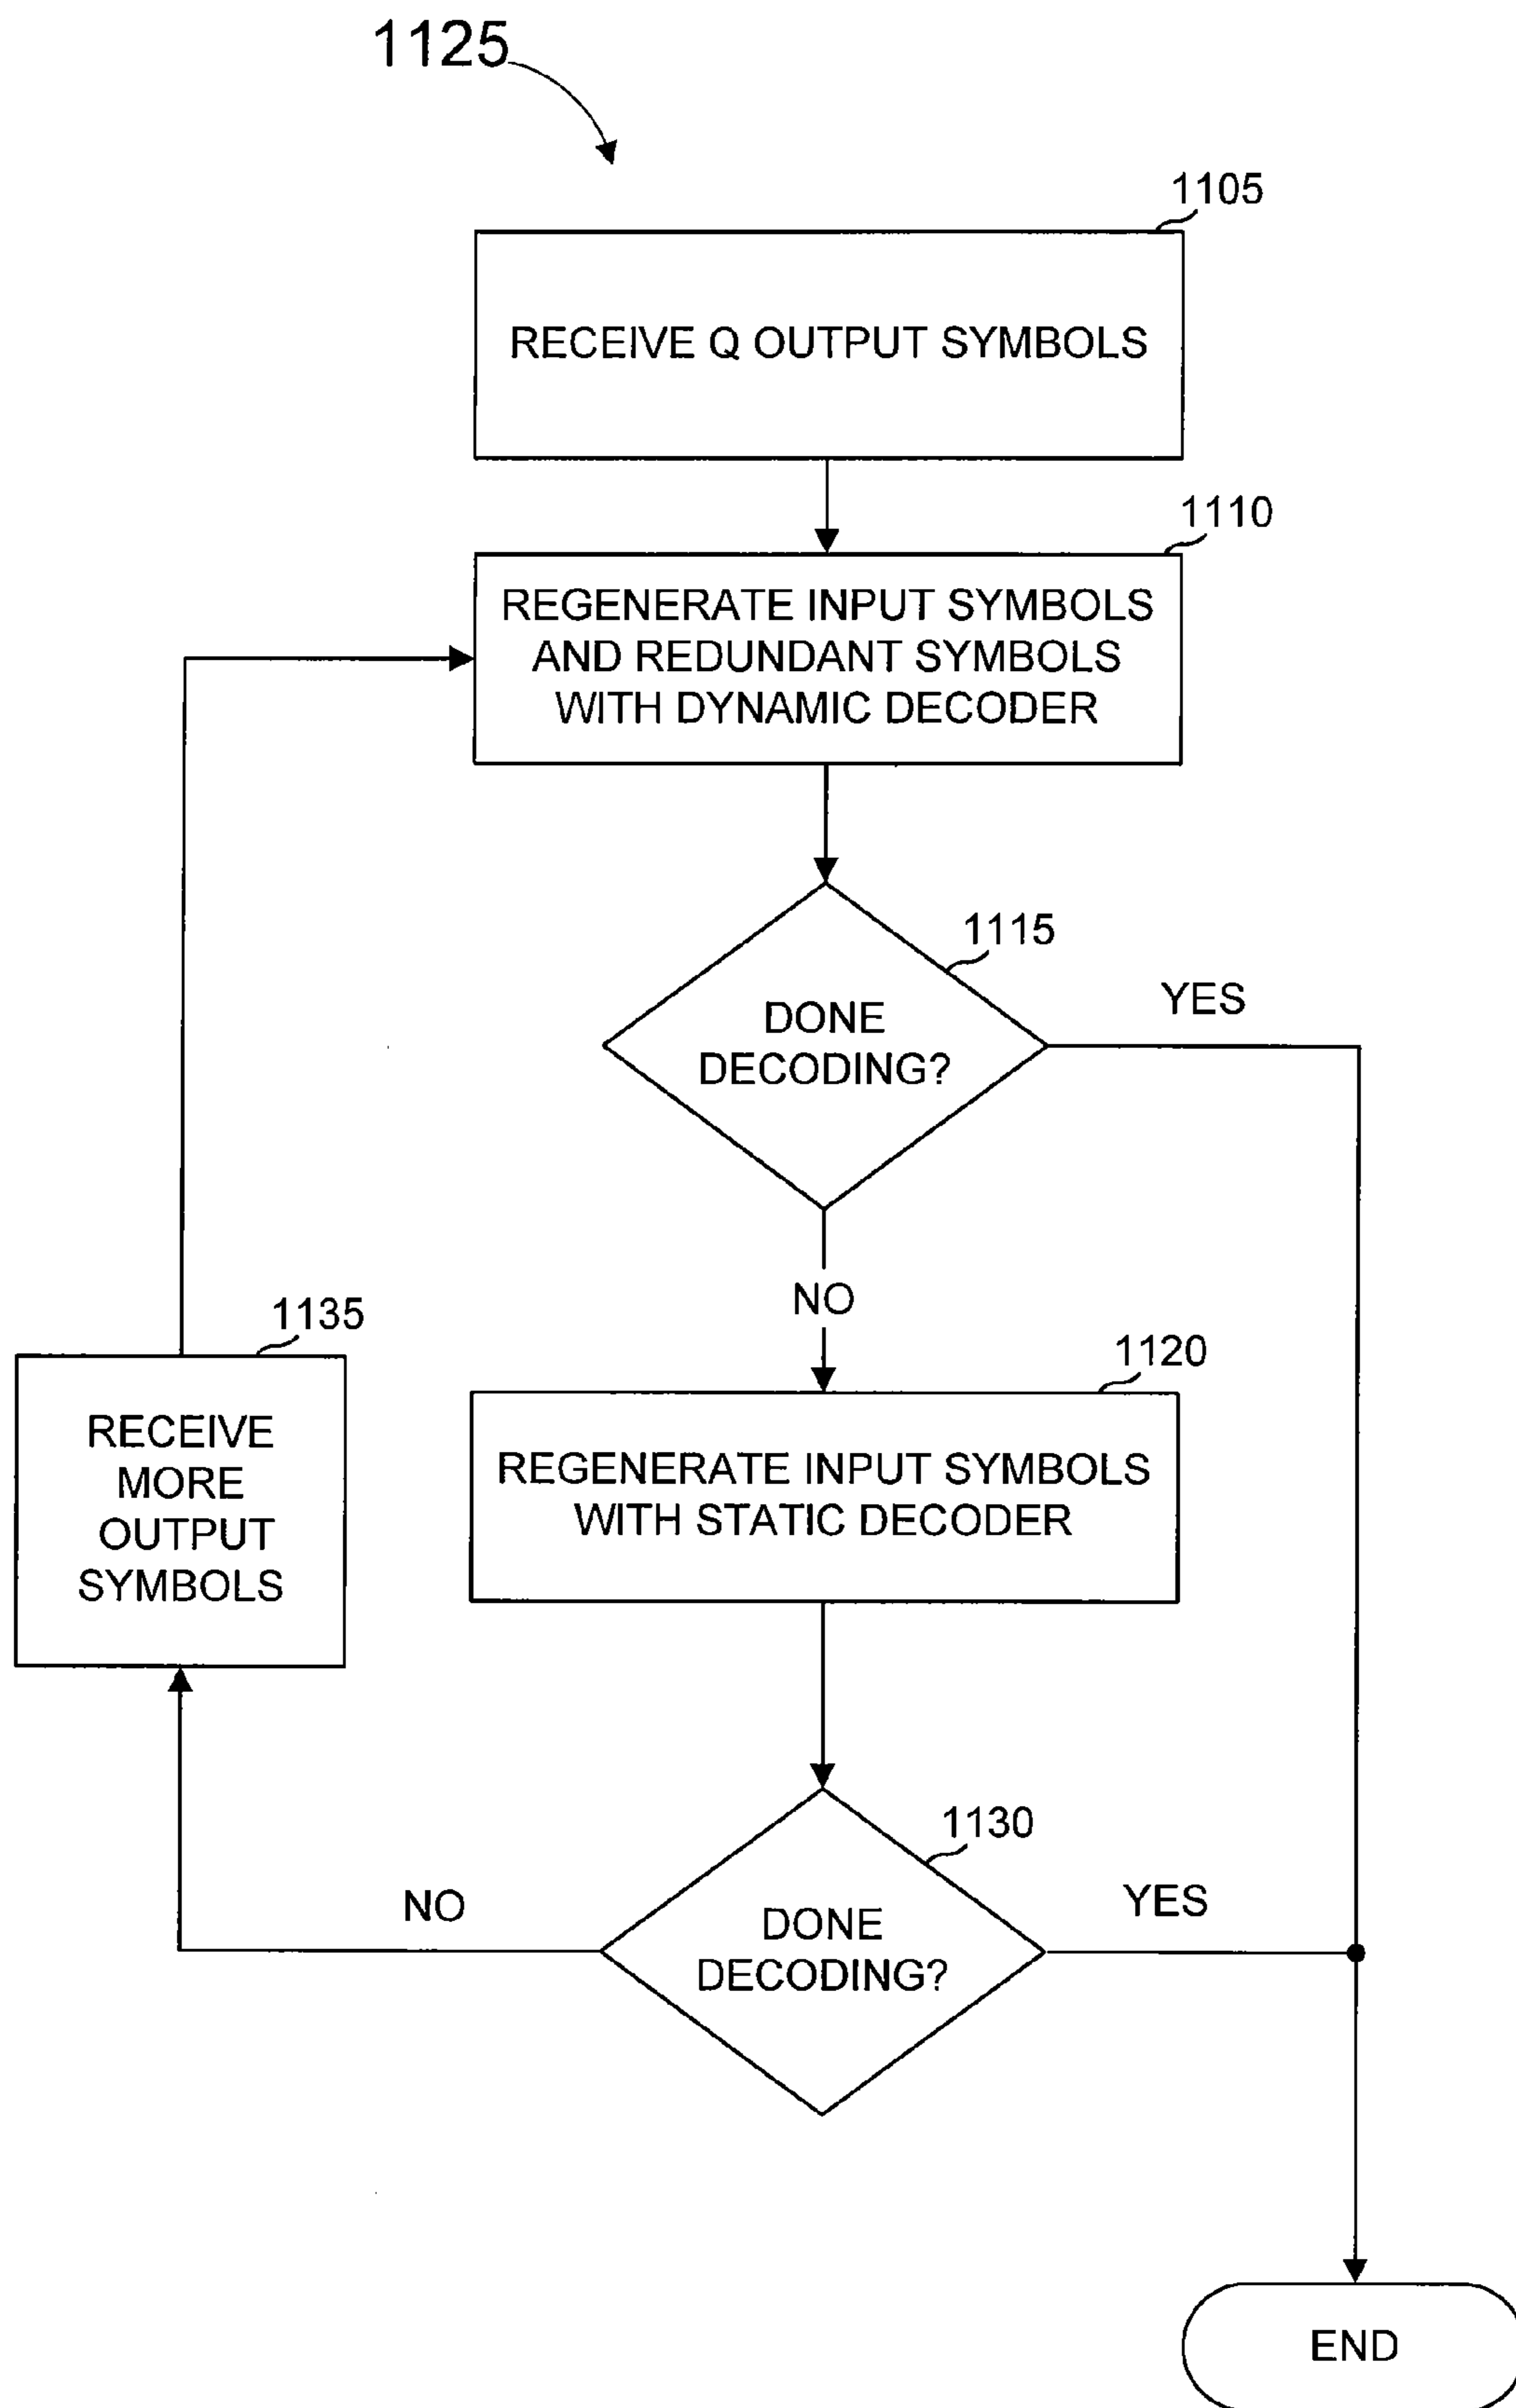 1125
1105
RECEIVE Q OUTPUT SYMBOLS
1110
REGENERATE INPUT SYMBOLS
AND REDUNDANT SYMBOLS
WITH DYNAMIC DECODER
1115
YES
DONE
DECODING?
NO
1135
1120
RECEIVE
MORE
OUTPUT
SYMBOLS
REGENERATE INPUT SYMBOLS
WITH STATIC DECODER
1130
NO
YES
DONE
DECODING?
END